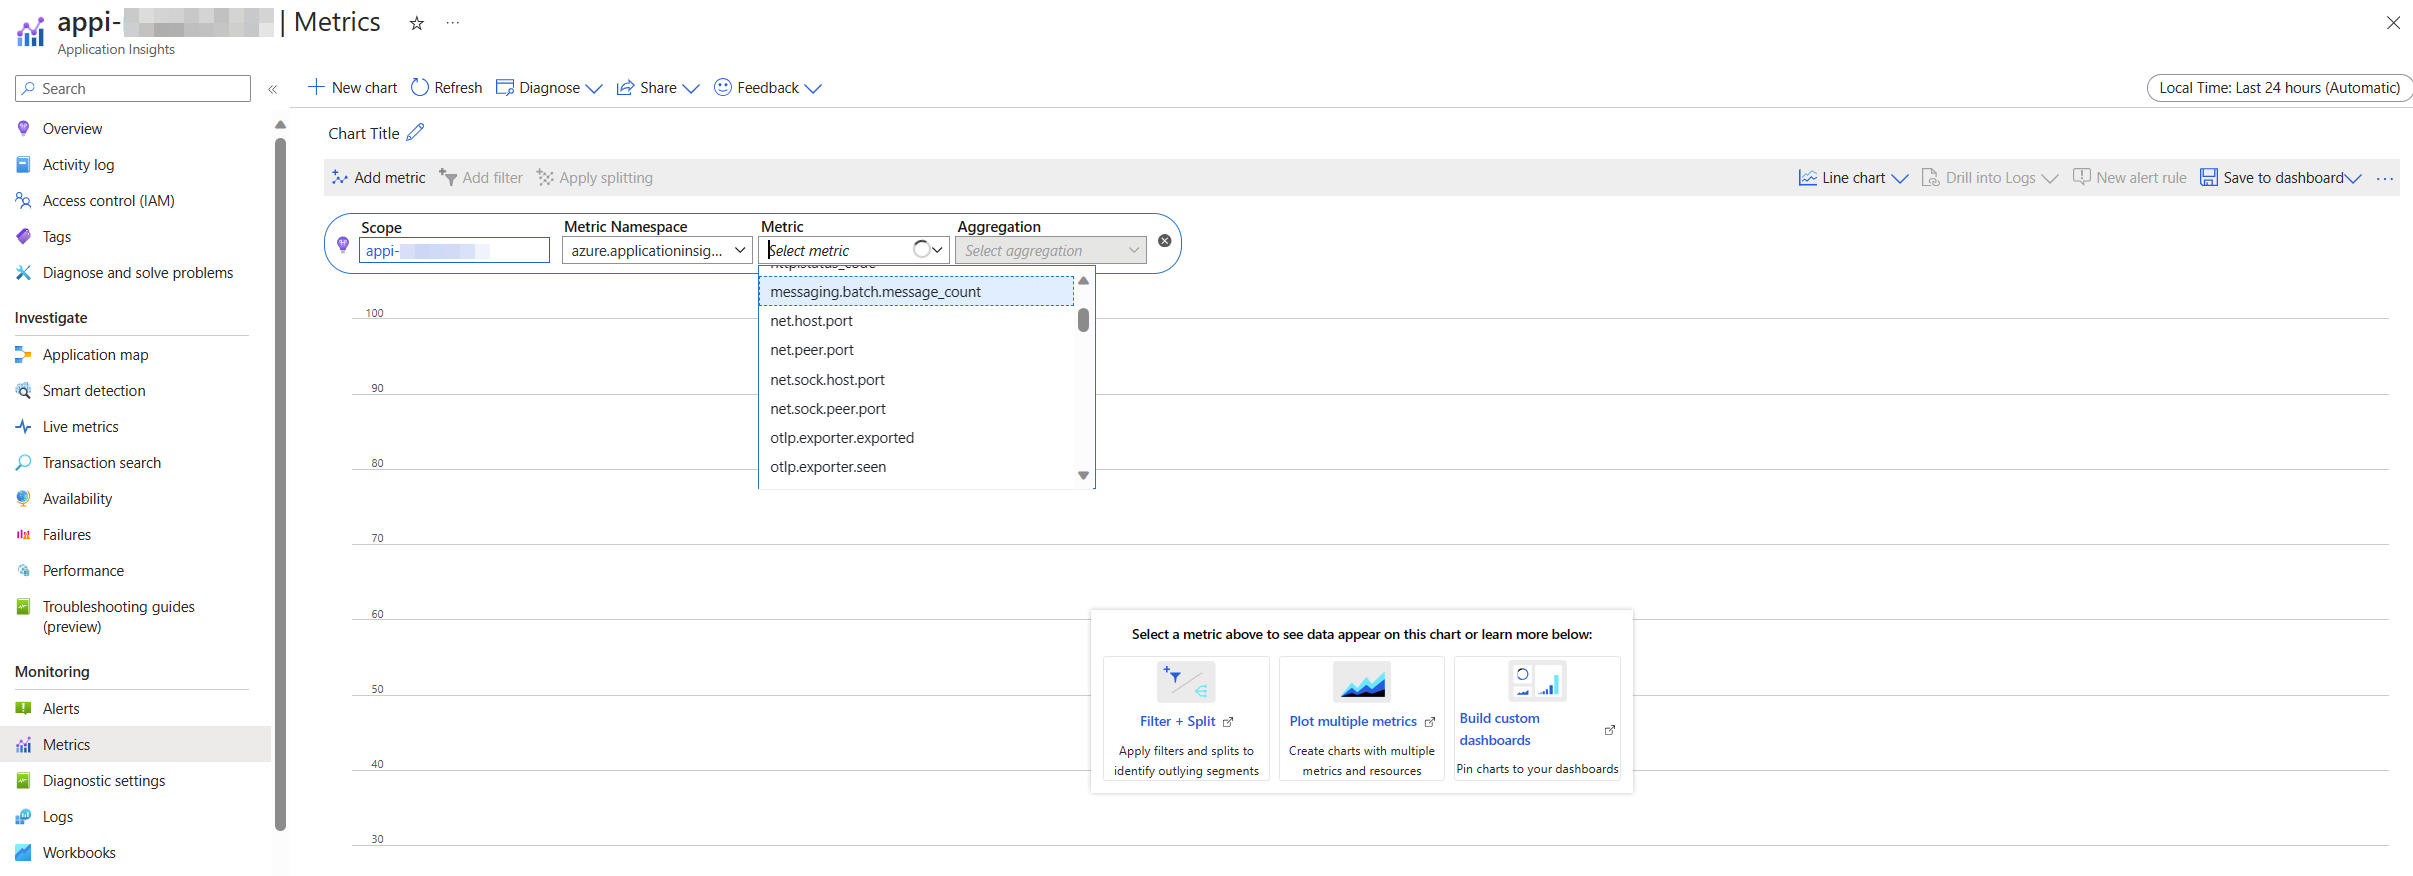 appi- | Metrics
Application Insights
Search
Overview
Activity log
Access control (IAM)
Tags
Diagnose and solve problems
Investigate
Application map
Smart detection
Live metrics
Transaction search
Availability
Failures
Performance
Troubleshooting guides
(preview)
Monitoring
Alerts
Metrics
Diagnostic settings
Logs
Workbooks
New chart Refresh Diagnose Share Feedback
Local Time: Last 24 hours (Automatic)
Chart Title
Add metric Add filter Apply splitting
Line chart Drill into Logs New alert rule Save to dashboard
Scope Metric Namespace Metric Aggregation
appi- azure.applicationinsig... Select metric Select aggregation
http.status_code
messaging.batch.message_count
net.host.port
net.peer.port
net.sock.host.port
net.sock.peer.port
otlp.exporter.exported
otlp.exporter.seen
100
90
80
70
60
50
40
30
Select a metric above to see data appear on this chart or learn more below:
Filter + Split
Apply filters and splits to
identify outlying segments
Plot multiple metrics
Create charts with multiple
metrics and resources
Build custom
dashboards
Pin charts to your dashboards